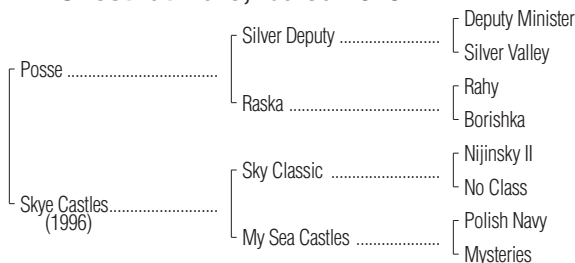 Deputy Minister
Silver Deputy ........................
Silver Valley
Posse ....................................
Rahy
Raska ....................................
Borishka
Nijinsky II
Sky Classic ..........................
No Class
Skye Castles..........................
(1996)
Polish Navy
My Sea Castles .....................
Mysteries